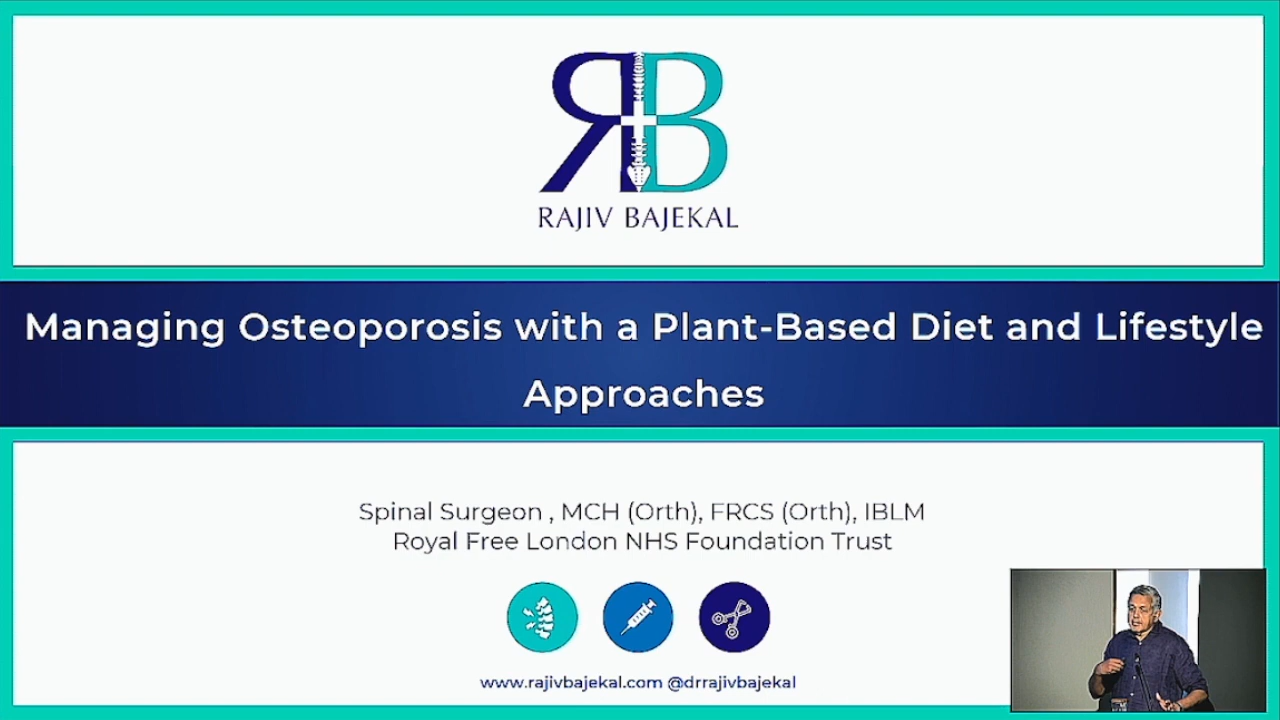 RB
RAJIV BAJEKAL
Managing Osteoporosis with a Plant-Based Diet and Lifestyle
Approaches
Spinal Surgeon , MCH (Orth), FRCS (Orth), IBLM
Royal Free London NHS Foundation Trust
www.rajivbajekal.com @drrajivbajekal